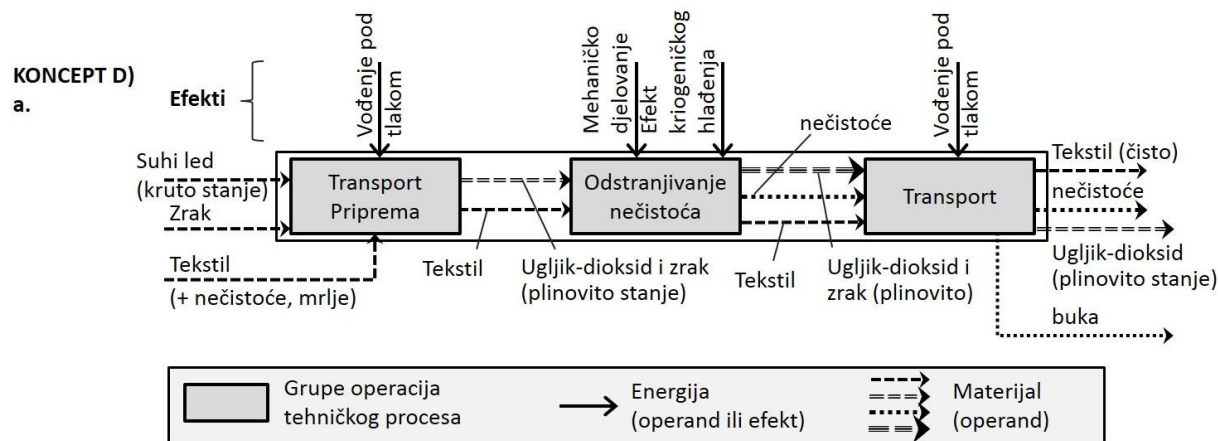 KONCEPT D)
a.
Efekti
Vođenje pod
tlakom
Mehaničko
djelovanje
Efekt
kriogeničkog
hlađenja
Vođenje pod
tlakom
nečistoće
Suhi led
(kruto stanje)
Zrak
Tekstil
(+ nečistoće, mrlje)
Transport
Priprema
Tekstil
Ugljik-dioksid i zrak
(plinovito stanje)
Odstranjivanje
nečistoća
Tekstil
Ugljik-dioksid i
zrak (plinovito)
Transport
Tekstil (čisto)
nečistoće
Ugljik-dioksid
(plinovito stanje)
buka
Grupe operacija
tehničkog procesa
Energija
(operand ili efekt)
Materijal
(operand)